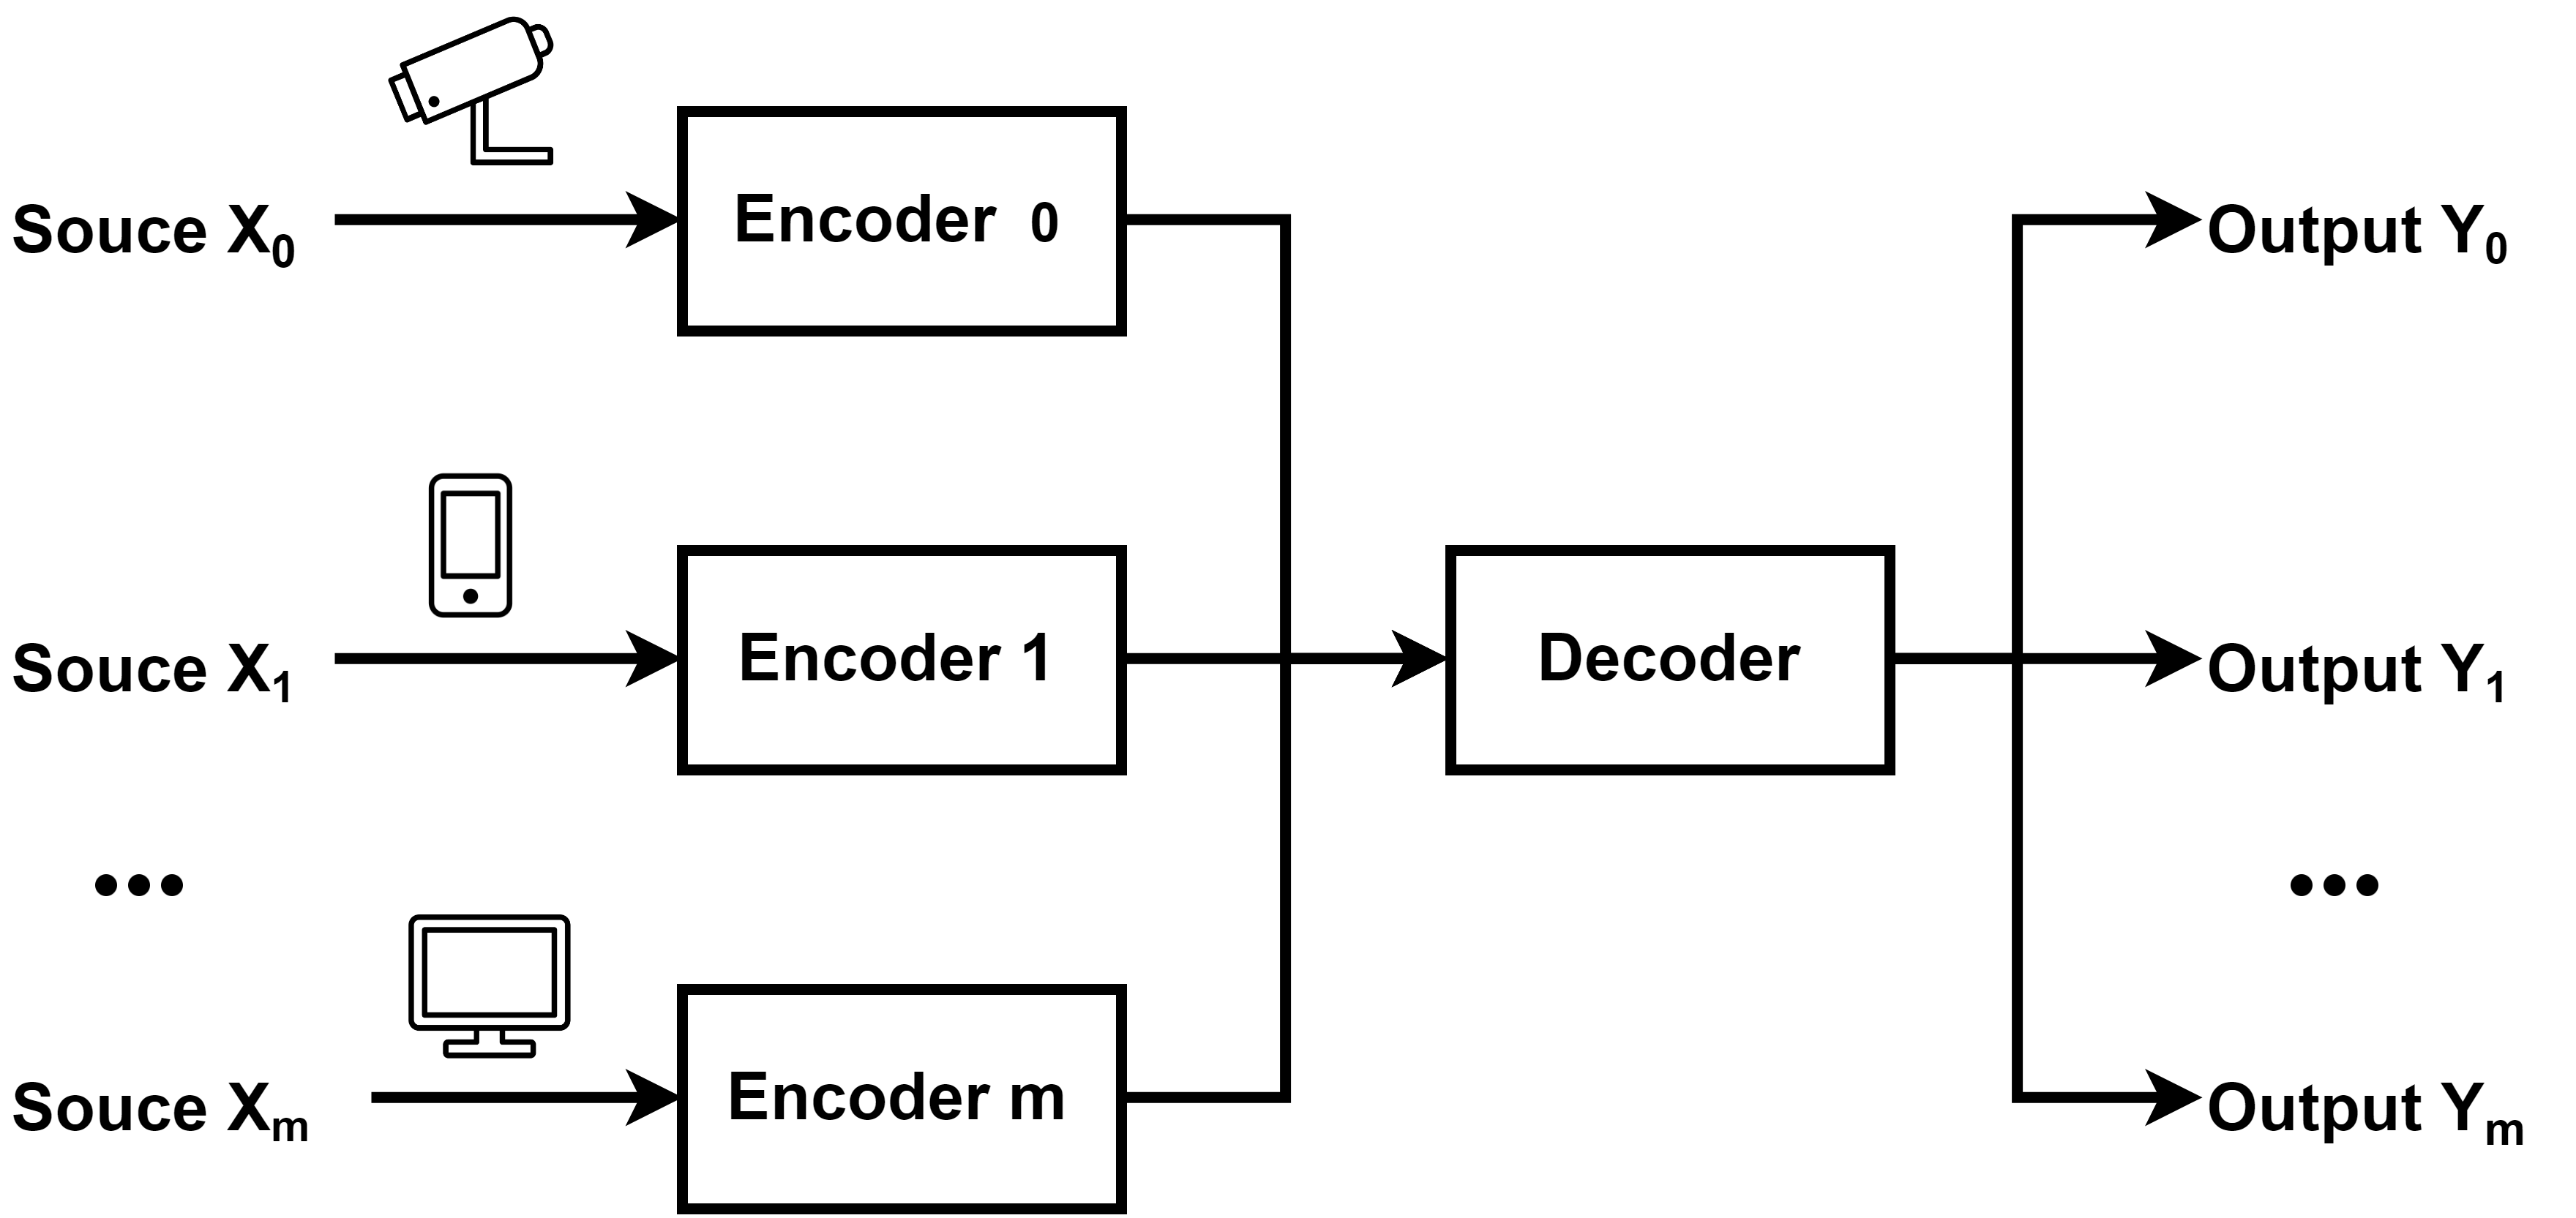 Souce X₀
Encoder 0
Output Y₀
Souce X₁
Encoder 1
Decoder
Output Y₁
•••
•••
Souce Xₘ
Encoder m
Output Yₘ